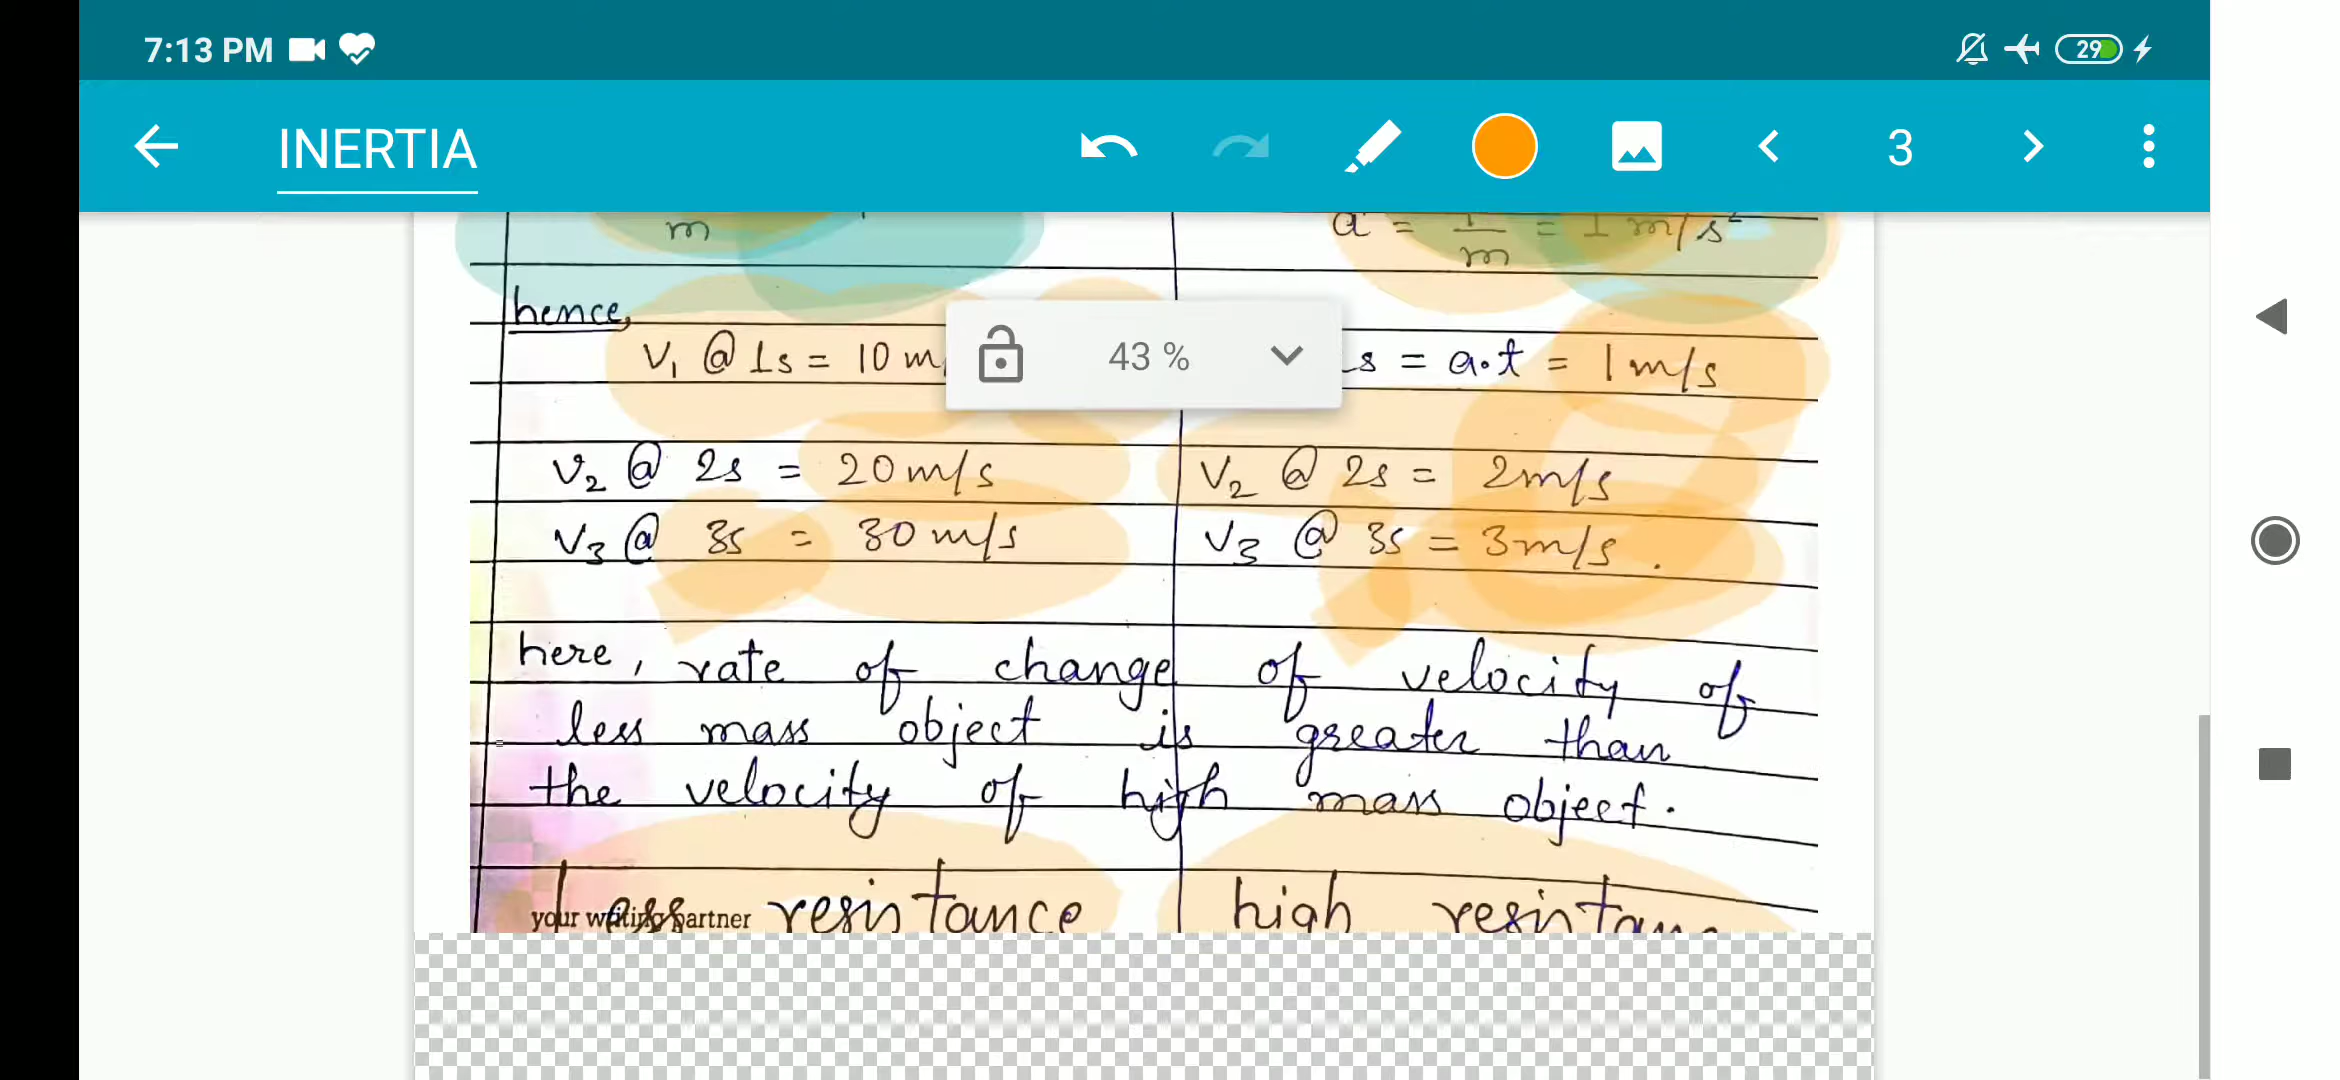 7:13 PM
29
INERTIA
3
m
a = = 1 m/s²
m
hence,
V₁ @ 1s = 10 m
43 %
s = a.t = 1 m/s
V₂ @ 2s = 20 m/s
V₂ @ 2s = 2m/s
V₃ @ 3s = 30 m/s
V₃ @ 3s = 3m/s.
here, rate of change of velocity of
less mass object is greater than
the velocity of high mass object.
Less resistance
high
your writing partner